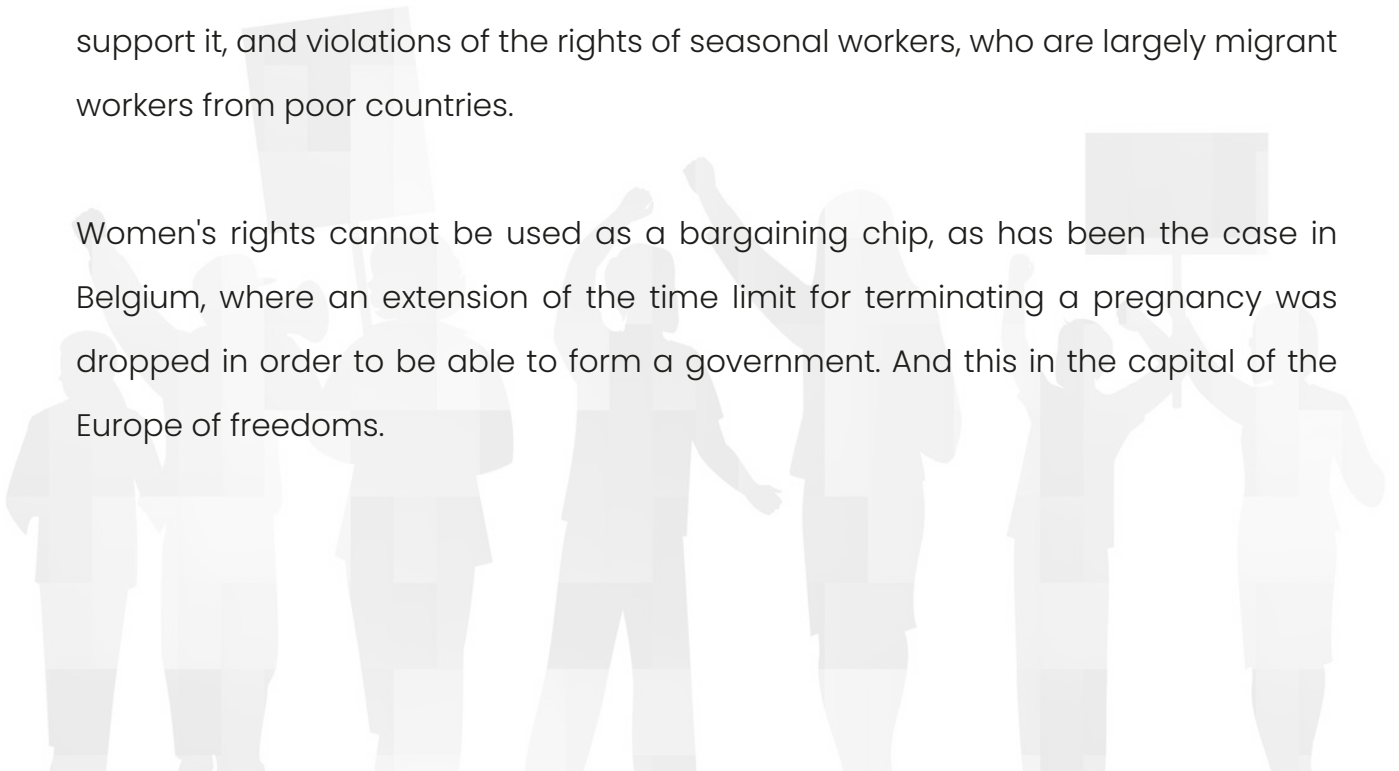 support it, and violations of the rights of seasonal workers, who are largely migrant
workers from poor countries.
Women's rights cannot be used as a bargaining chip, as has been the case in
Belgium, where an extension of the time limit for terminating a pregnancy was
dropped in order to be able to form a government. And this in the capital of the
Europe of freedoms.